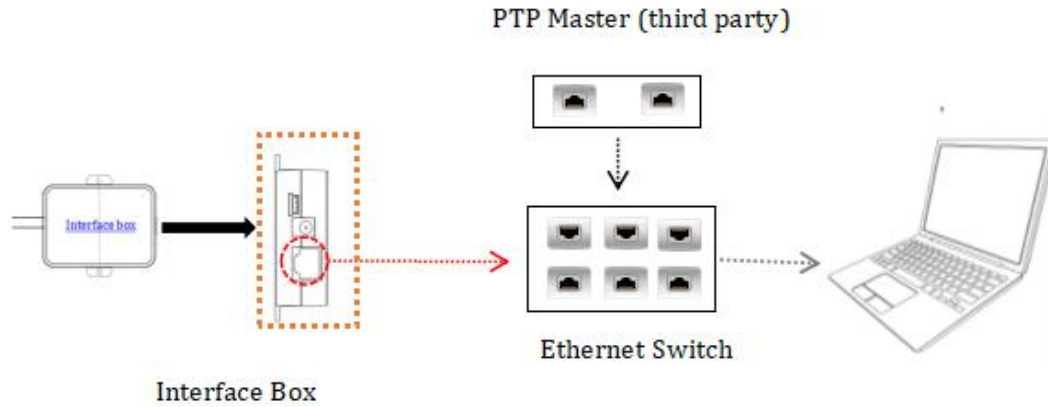 PTP Master (third party)
Interface box
Ethernet Switch
Interface Box